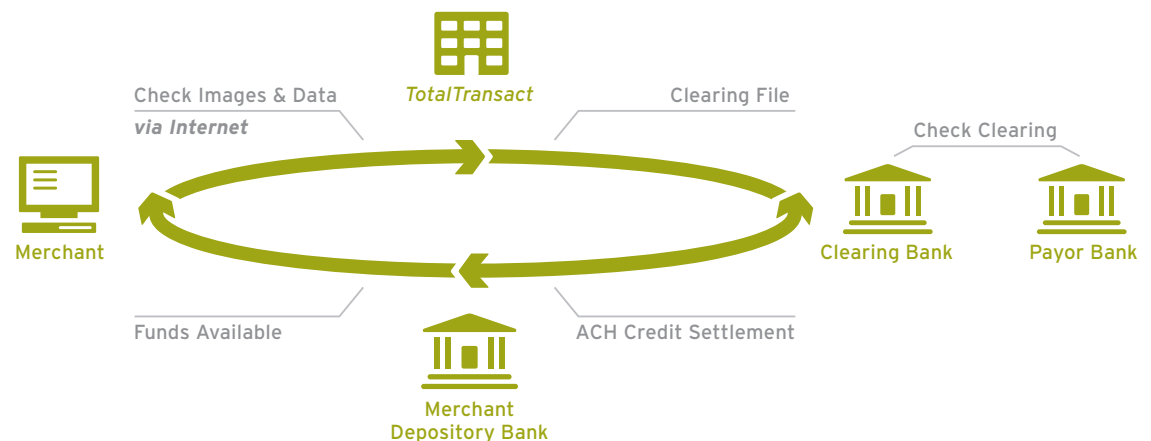 TotalTransact
Check Images & Data
via Internet
Clearing File
Check Clearing
Merchant
Clearing Bank
Payor Bank
Funds Available
ACH Credit Settlement
Merchant
Depository Bank